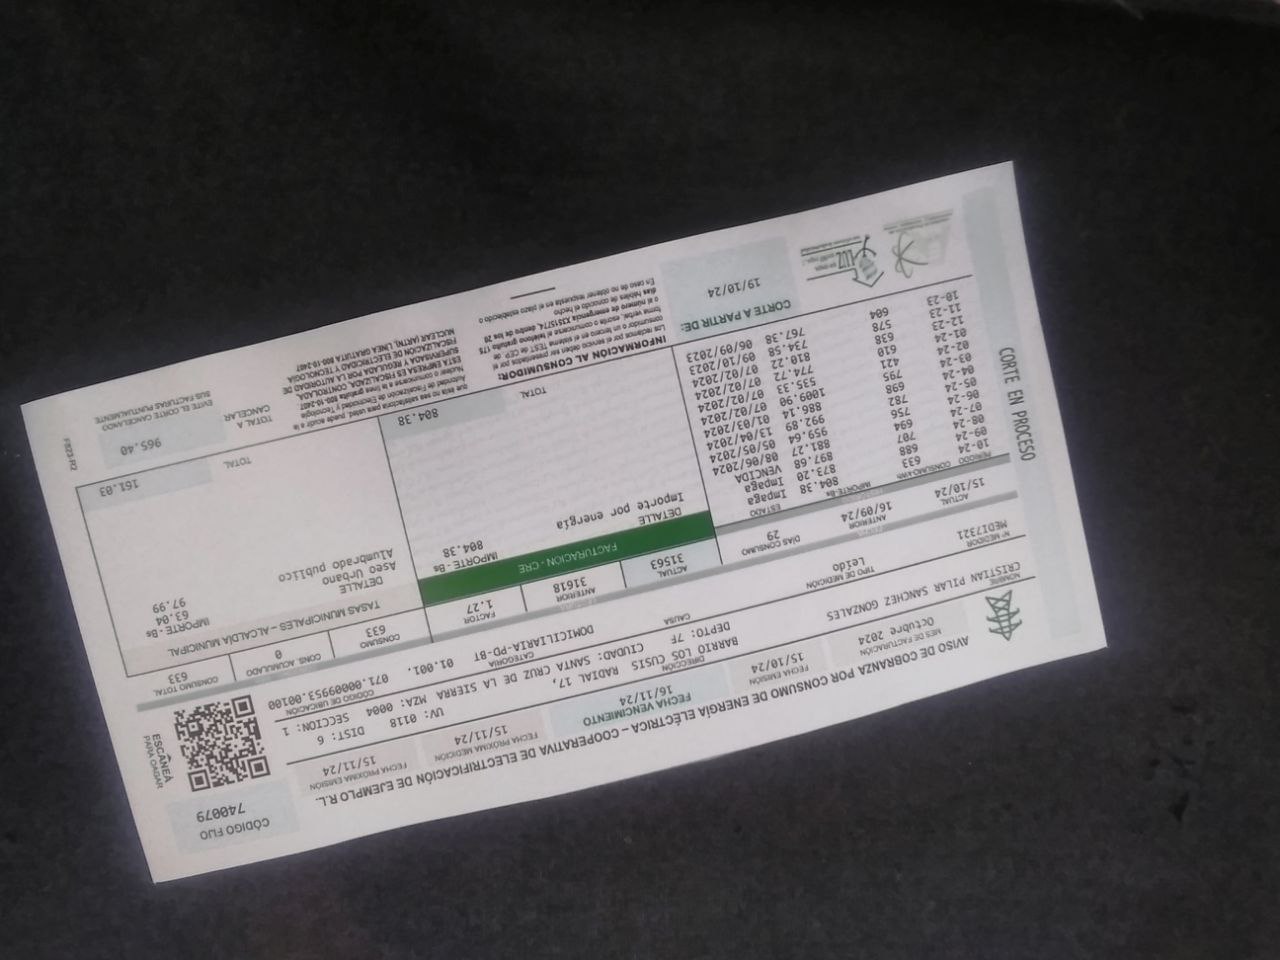 AVISO DE COBRANZA POR CONSUMO DE ENERGÍA ELÉCTRICA – COOPERATIVA DE ELECTRIFICACIÓN DE EJEMPLO R.L.
CÓDIGO FIJO
740079
MES DE FACTURACIÓN
Octubre 2024
FECHA EMISIÓN
15/10/24
FECHA VENCIMIENTO
16/11/24
FECHA PRÓXIMA MEDICIÓN
15/11/24
FECHA PRÓXIMA EMISIÓN
15/11/24
ESCANEA
PARA PAGAR
NOMBRE
CRISTIAN PILAR SANCHEZ GONZALES
DIRECCIÓN
BARRIO LOS CUSIS RADIAL 17,
DEPTO: 7F CIUDAD: SANTA CRUZ DE LA SIERRA
UV: 0118 DIST: 6
MZA: 0004 SECCION: 1
CÓDIGO DE UBICACIÓN
01.001. 071.00009953.00100
Nº MEDIDOR
MEDI7321
TIPO DE MEDICIÓN
Leído
CAUSA
CATEGORÍA
DOMICILIARIA PD-BT
ACTUAL
15/10/24
ANTERIOR
16/09/24
DÍAS CONSUMO
29
ACTUAL
31563
ANTERIOR
31618
FACTOR
1.27
CONSUMO
633
CONS. ACUMULADO
0
CONSUMO TOTAL
633
CORTE EN PROCESO
PERIODO CONSUMO-kWh IMPORTE-Bs ESTADO
10-24 633 804.38 Impaga
09-24 688 873.20 Impaga
08-24 707 897.68 VENCIDA
07-24 694 881.27 08/06/2024
06-24 756 959.64 05/05/2024
05-24 782 992.89 13/04/2024
04-24 698 886.14 01/03/2024
03-24 795 1009.90 07/02/2024
02-24 421 535.33 07/02/2024
01-24 610 774.72 07/02/2024
12-23 638 810.22 09/10/2023
11-23 578 734.58 06/09/2023
10-23 604 767.38
FACTURACIÓN - CRE
DETALLE IMPORTE - Bs
Importe por energía 804.38
TOTAL 804.38
TASAS MUNICIPALES – ALCALDIA MUNICIPAL
DETALLE IMPORTE - Bs
Aseo Urbano 63.04
Alumbrado público 97.99
TOTAL 161.03
CORTE A PARTIR DE:
19/10/24
INFORMACIÓN AL CONSUMIDOR:
Los reclamos por el servicio deben ser presentados por el
consumidor o un tercero en el sistema TEST de CEP de
forma verbal, escrita o comunicarse al teléfono gratuito 175
o al número de emergencia X3515774, dentro de los 20
días hábiles de conocido el hecho
En caso de no obtener respuesta en el plazo establecido o
que ésta no sea satisfactoria para usted puede acudir a la
Autoridad de Fiscalización de Electricidad y Tecnología
Nuclear o comunicarse a la línea gratuita 800-10-2407
ESTA EMPRESA ES FISCALIZADA, CONTROLADA,
SUPERVISADA Y REGULADA POR LA AUTORIDAD DE
FISCALIZACIÓN DE ELECTRICIDAD Y TECNOLOGÍA
NUCLEAR (AETN), LÍNEA GRATUITA 800-10-2407
TOTAL A
CANCELAR
965.40
EVITE EL CORTE CANCELANDO
SUS FACTURAS PUNTUALMENTE
LUZ